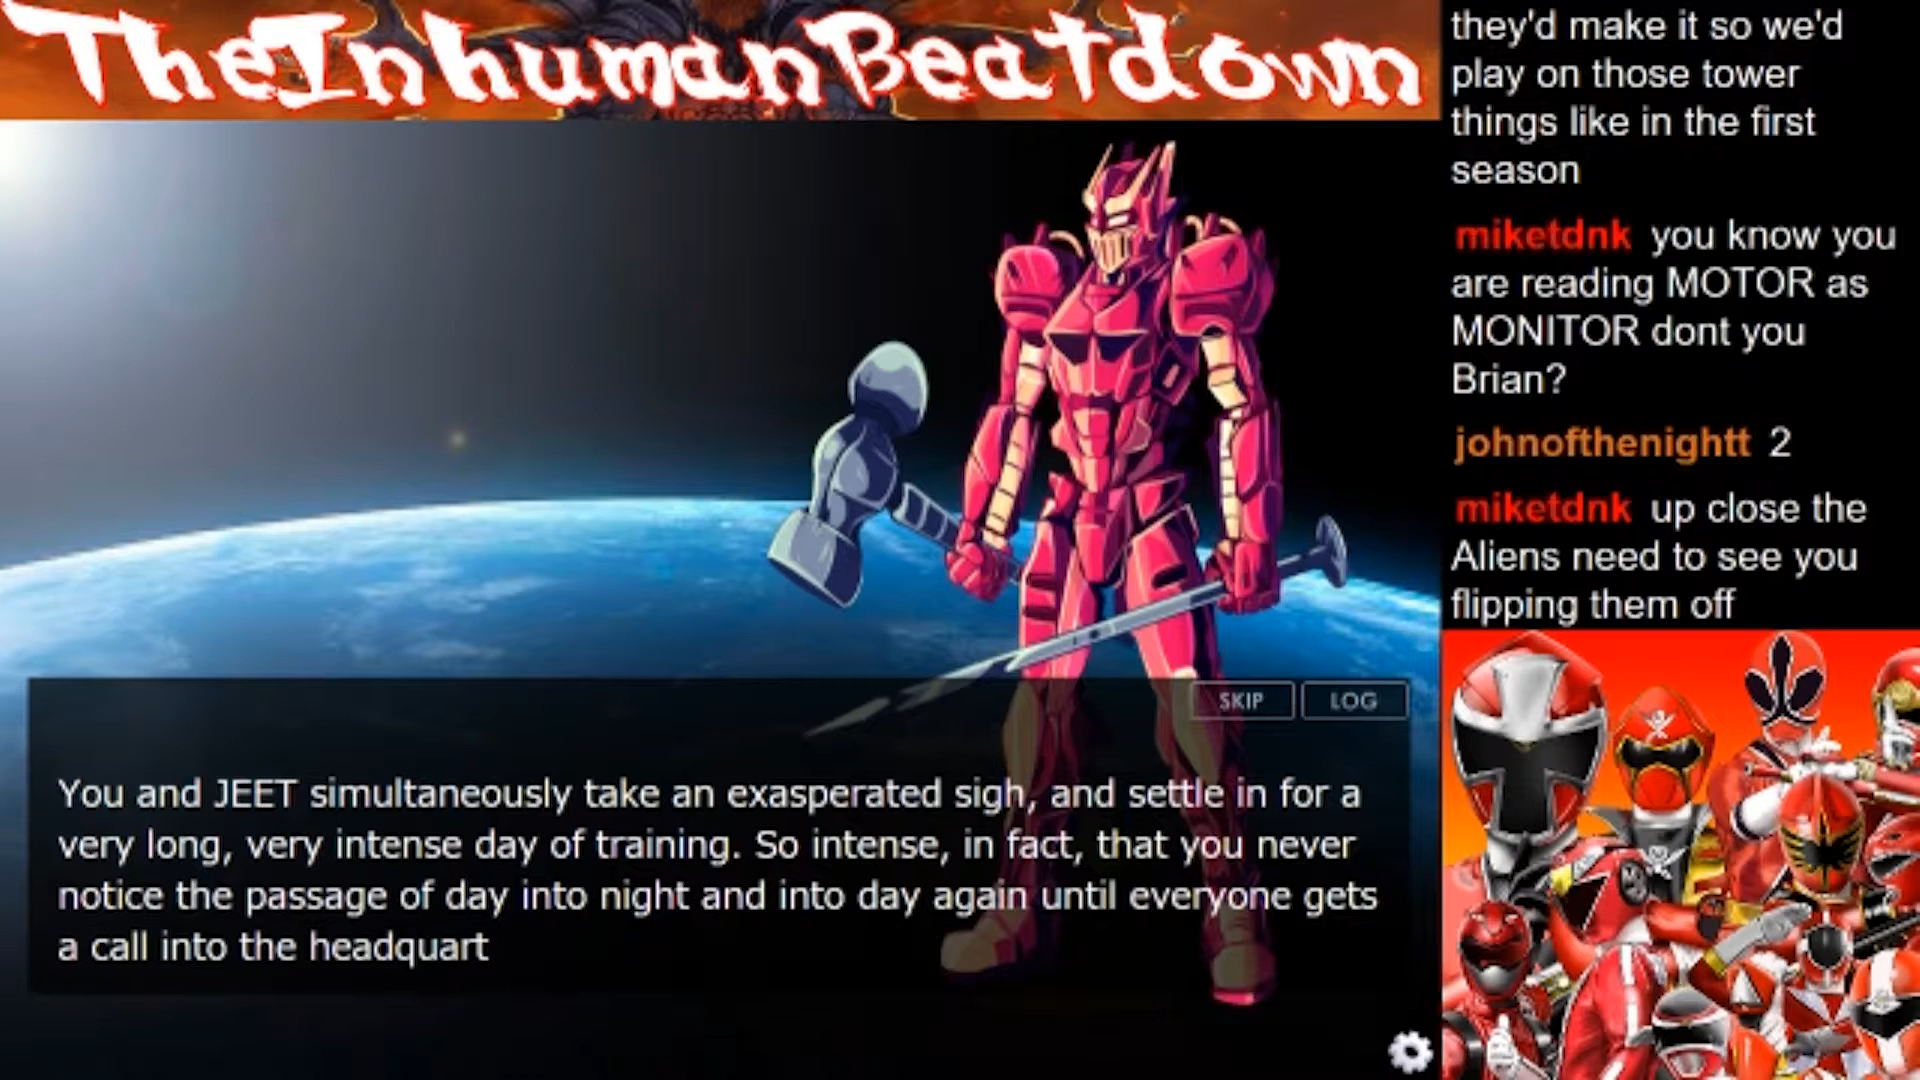 TheInhumanBeatdown
they'd make it so we'd
play on those tower
things like in the first
season
miketdnk you know you
are reading MOTOR as
MONITOR dont you
Brian?
johnofthenightt 2
miketdnk up close the
Aliens need to see you
flipping them off
SKIP LOG
You and JEET simultaneously take an exasperated sigh, and settle in for a
very long, very intense day of training. So intense, in fact, that you never
notice the passage of day into night and into day again until everyone gets
a call into the headquart